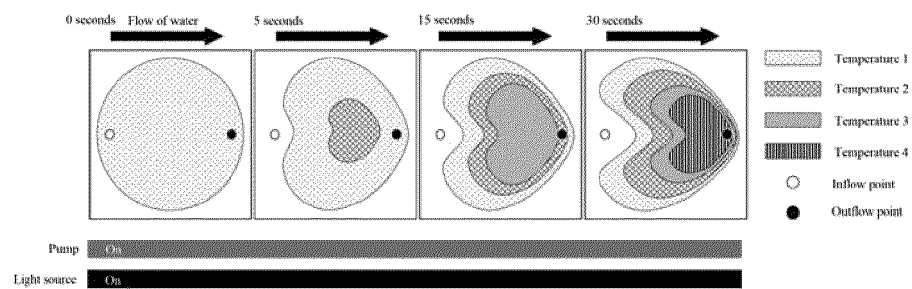 0 seconds
Flow of water
5 seconds
15 seconds
30 seconds
Temperature 1
Temperature 2
Temperature 3
Temperature 4
Inflow point
Outflow point
Pump
On
Light source
On